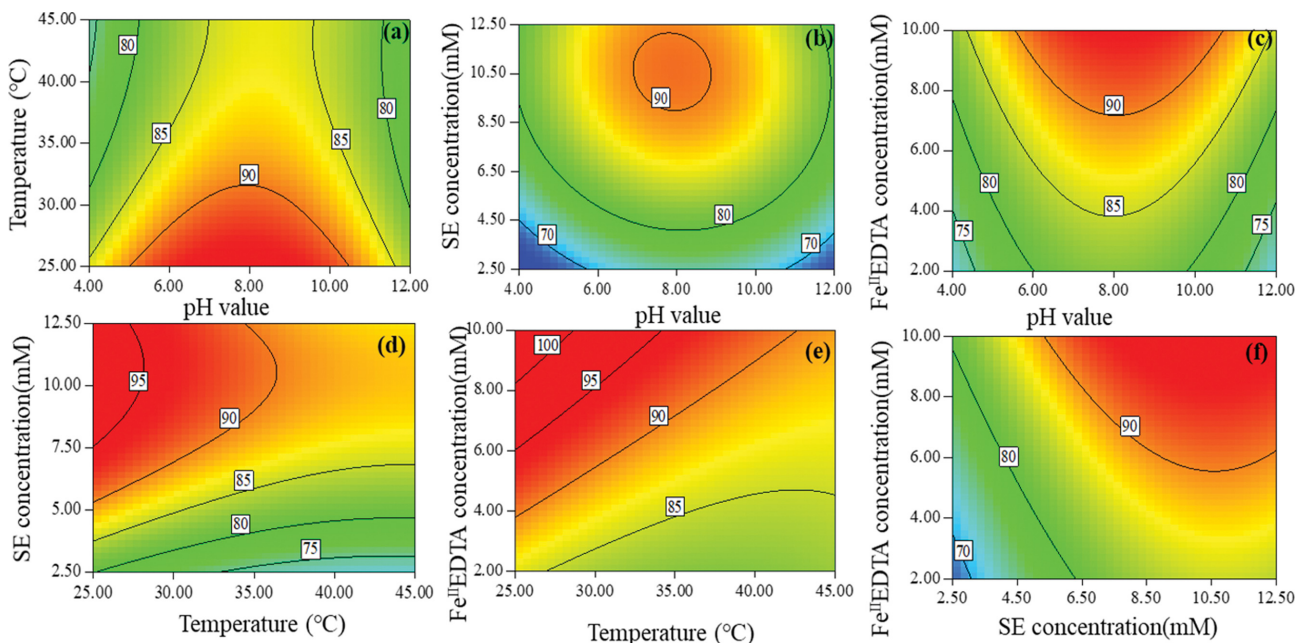 45.00
40.00
35.00
30.00
25.00
Temperature (°C)
80
85
90
85
80
(a)
4.00 6.00 8.00 10.00 12.00
pH value
12.50
10.50
8.50
6.50
4.50
2.50
SE concentration(mM)
90
80
70
70
(b)
4.00 6.00 8.00 10.00 12.00
pH value
10.00
8.00
6.00
4.00
2.00
FeᴵᴵEDTA concentration(mM)
90
85
80
80
75
75
(c)
4.00 6.00 8.00 10.00 12.00
pH value
12.50
10.00
7.50
5.00
2.50
SE concentration(mM)
95
90
85
80
75
(d)
25.00 30.00 35.00 40.00 45.00
Temperature (°C)
10.00
8.00
6.00
4.00
2.00
FeᴵᴵEDTA concentration(mM)
100
95
90
85
(e)
25.00 30.00 35.00 40.00 45.00
Temperature (°C)
10.00
8.00
6.00
4.00
2.00
FeᴵᴵEDTA concentration(mM)
90
80
70
(f)
2.50 4.50 6.50 8.50 10.50 12.50
SE concentration(mM)